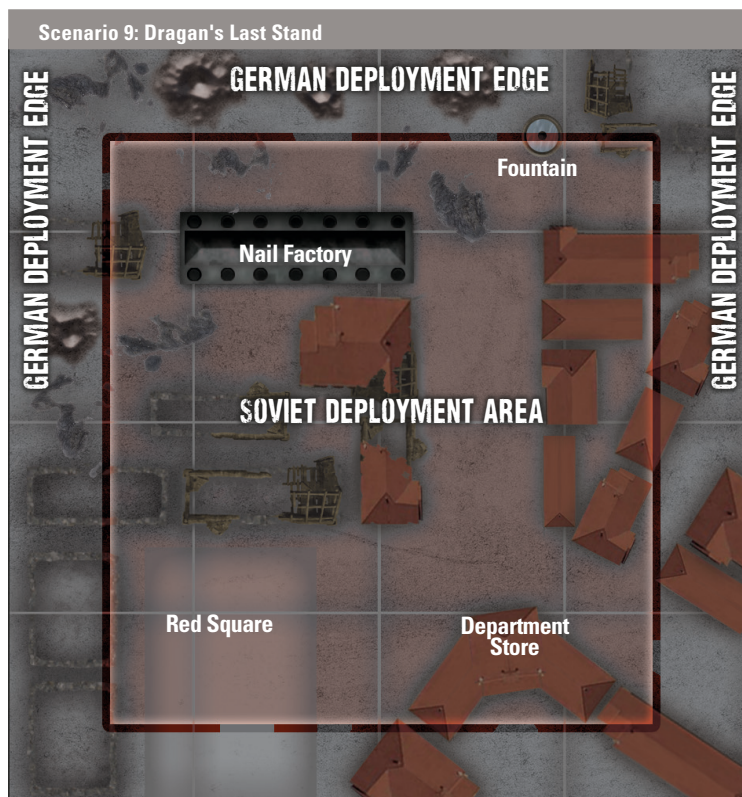 Scenario 9: Dragan's Last Stand
GERMAN DEPLOYMENT EDGE
GERMAN DEPLOYMENT EDGE
GERMAN DEPLOYMENT EDGE
Fountain
Nail Factory
SOVIET DEPLOYMENT AREA
Red Square
Department
Store